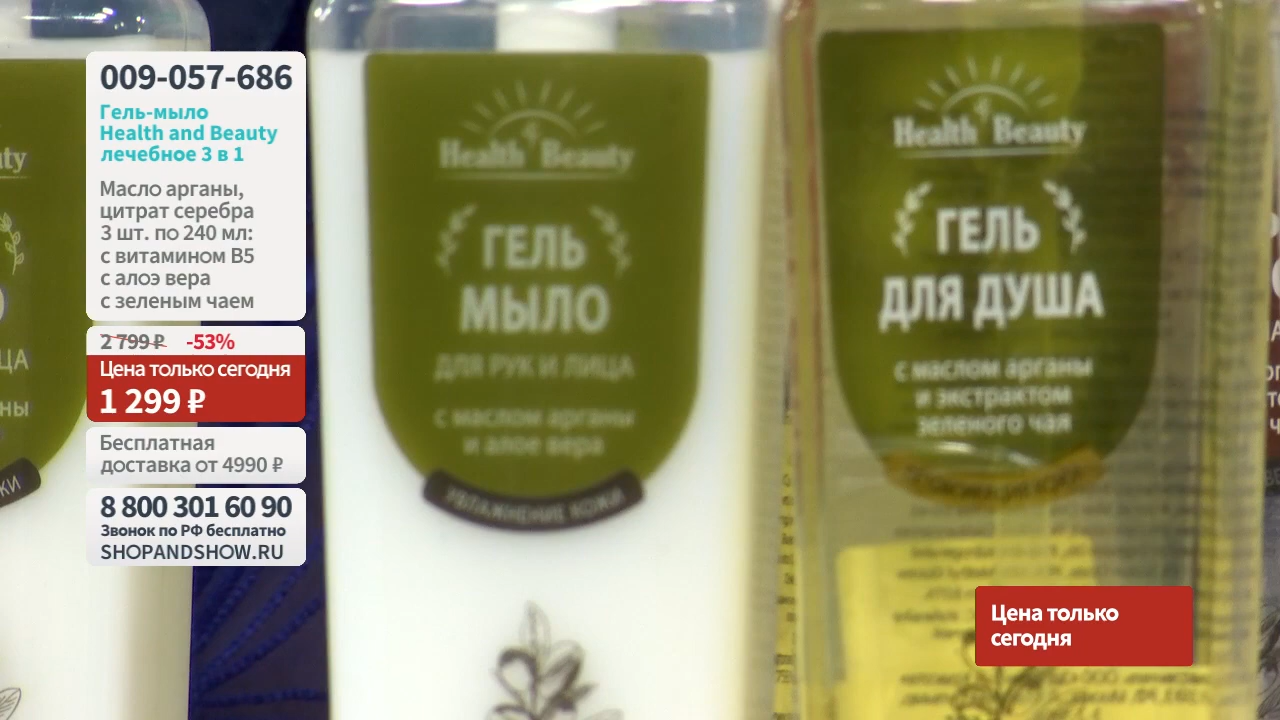 009-057-686
Гель-мыло
Health and Beauty
лечебное 3 в 1
Масло арганы,
цитрат серебра
3 шт. по 240 мл:
с витамином B5
с алоэ вера
с зеленым чаем
2 799 ₽ -53%
Цена только сегодня
1 299 ₽
Бесплатная
доставка от 4990 ₽
8 800 301 60 90
Звонок по РФ бесплатно
SHOPANDSHOW.RU
Health Beauty
ГЕЛЬ
МЫЛО
ДЛЯ РУК И ЛИЦА
с маслом арганы
и алое вера
УВЛАЖНЕНИЕ КОЖИ
Health Beauty
ГЕЛЬ
ДЛЯ ДУША
с маслом арганы
и экстрактом
зеленого чая
Цена только
сегодня